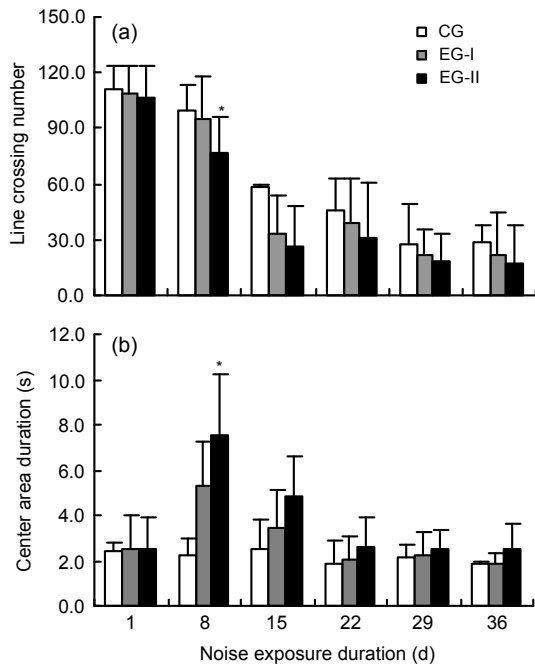 (a)
CG
EG-I
EG-II
Line crossing number
150.0
120.0
90.0
60.0
30.0
0.0
*
(b)
Center area duration (s)
12.0
10.0
8.0
6.0
4.0
2.0
0.0
*
1 8 15 22 29 36
Noise exposure duration (d)